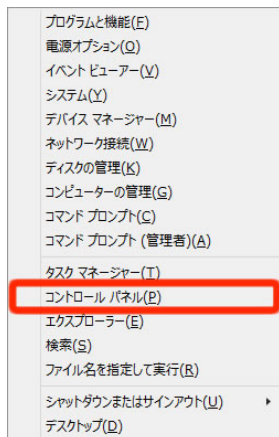 プログラムと機能(F)
電源オプション(O)
イベント ビューアー(V)
システム(Y)
デバイス マネージャー(M)
ネットワーク接続(W)
ディスクの管理(K)
コンピューターの管理(G)
コマンド プロンプト(C)
コマンド プロンプト (管理者)(A)
タスク マネージャー(T)
コントロール パネル(P)
エクスプローラー(E)
検索(S)
ファイル名を指定して実行(R)
シャットダウンまたはサインアウト(U)
デスクトップ(D)